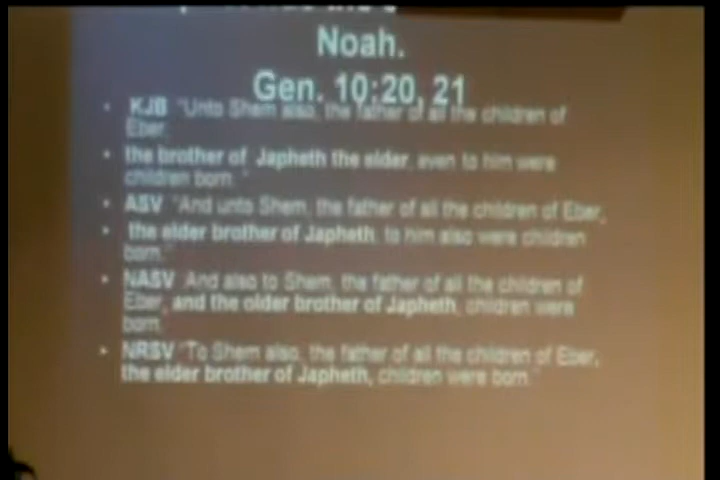 Noah.
Gen. 10:20, 21
• KJB "Unto Shem also, the father of all the children of
Eber,
• the brother of Japheth the elder, even to him were
children born."
• ASV "And unto Shem, the father of all the children of Eber,
• the elder brother of Japheth, to him also were children
born."
• NASV And also to Shem, the father of all the children of
Eber, and the older brother of Japheth, children were
born.
• NRSV "To Shem also, the father of all the children of Eber,
the elder brother of Japheth, children were born."